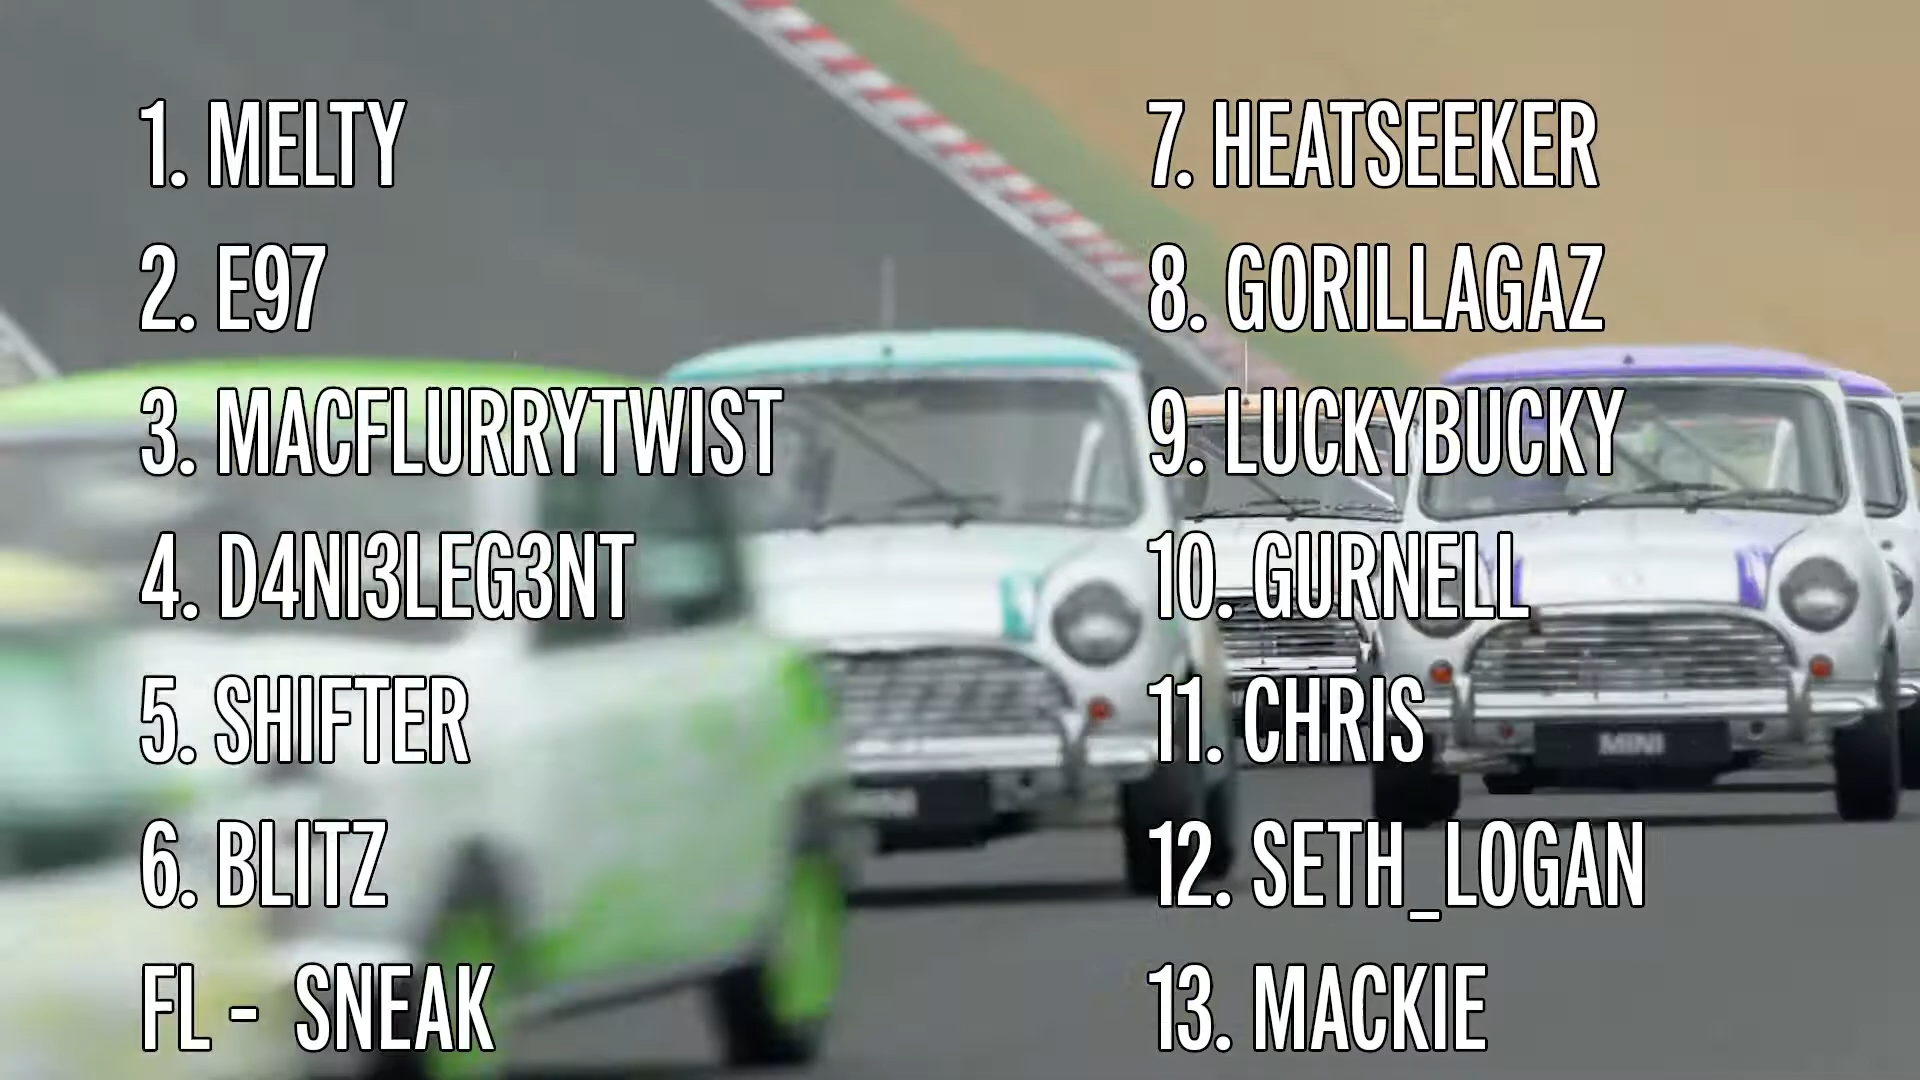 1. MELTY
2. E97
3. MACFLURRYTWIST
4. D4NI3LEG3NT
5. SHIFTER
6. BLITZ
FL - SNEAK
7. HEATSEEKER
8. GORILLAGAZ
9. LUCKYBUCKY
10. GURNELL
11. CHRIS
12. SETH_LOGAN
13. MACKIE
MINI
MINI